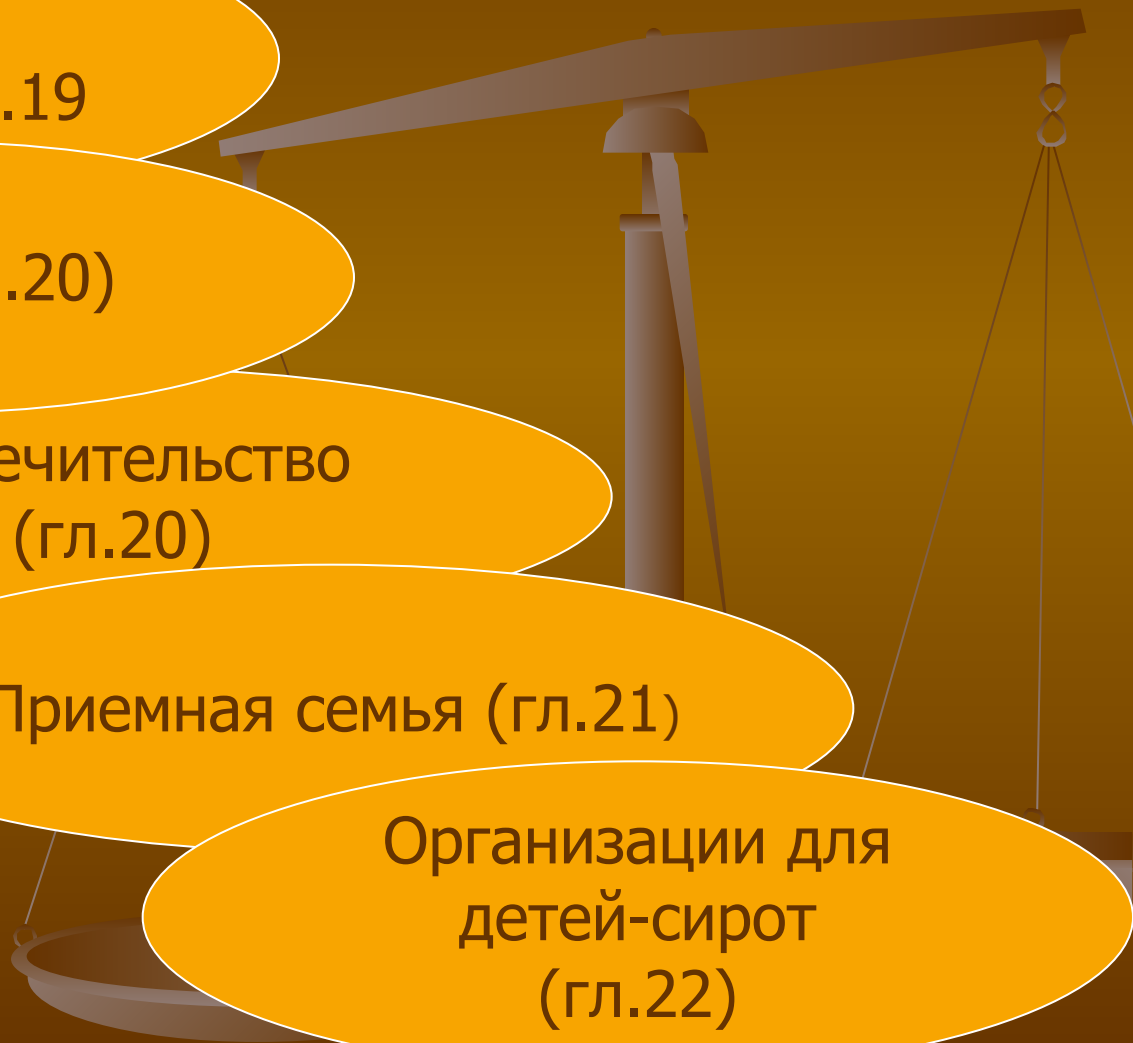 .19
.20)
ечительство
(гл.20)
Приемная семья (гл.21)
Организации для
детей-сирот
(гл.22)